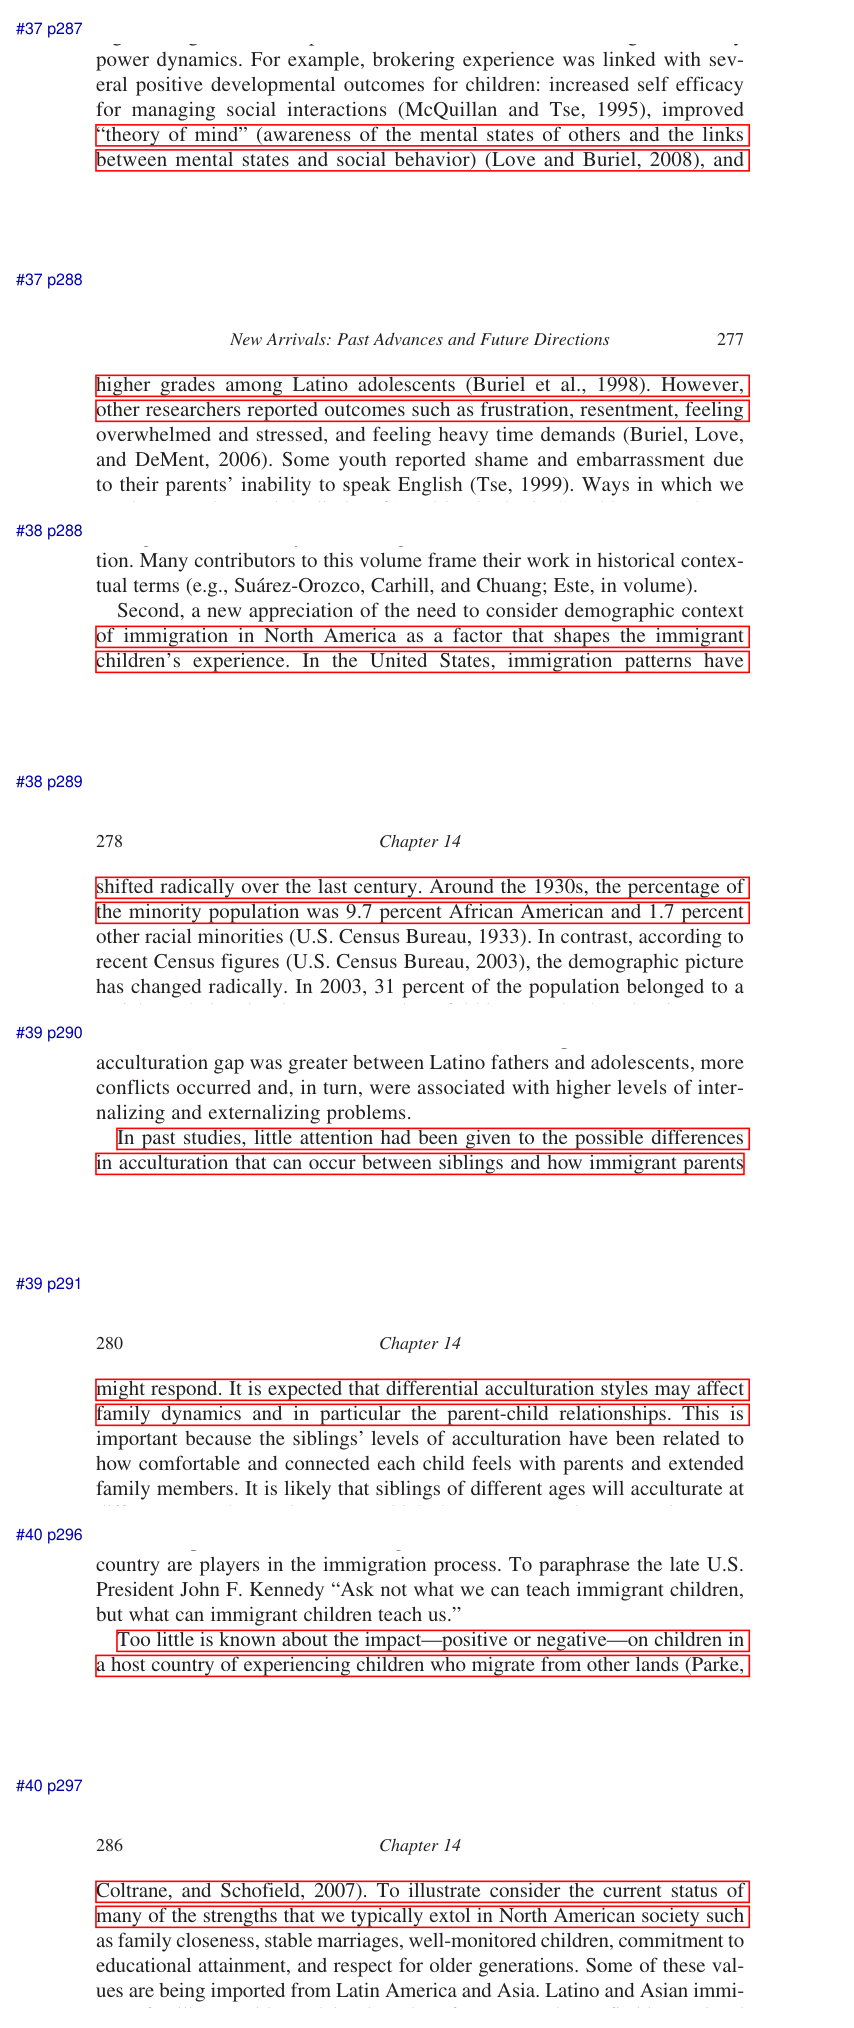 #37 p287
power dynamics. For example, brokering experience was linked with sev-
eral positive developmental outcomes for children: increased self efficacy
for managing social interactions (McQuillan and Tse, 1995), improved
“theory of mind” (awareness of the mental states of others and the links
between mental states and social behavior) (Love and Buriel, 2008), and
#37 p288
New Arrivals: Past Advances and Future Directions 277
higher grades among Latino adolescents (Buriel et al., 1998). However,
other researchers reported outcomes such as frustration, resentment, feeling
overwhelmed and stressed, and feeling heavy time demands (Buriel, Love,
and DeMent, 2006). Some youth reported shame and embarrassment due
to their parents’ inability to speak English (Tse, 1999). Ways in which we
#38 p288
tion. Many contributors to this volume frame their work in historical contex-
tual terms (e.g., Suárez-Orozco, Carhill, and Chuang; Este, in volume).
Second, a new appreciation of the need to consider demographic context
of immigration in North America as a factor that shapes the immigrant
children’s experience. In the United States, immigration patterns have
#38 p289
278 Chapter 14
shifted radically over the last century. Around the 1930s, the percentage of
the minority population was 9.7 percent African American and 1.7 percent
other racial minorities (U.S. Census Bureau, 1933). In contrast, according to
recent Census figures (U.S. Census Bureau, 2003), the demographic picture
has changed radically. In 2003, 31 percent of the population belonged to a
#39 p290
acculturation gap was greater between Latino fathers and adolescents, more
conflicts occurred and, in turn, were associated with higher levels of inter-
nalizing and externalizing problems.
In past studies, little attention had been given to the possible differences
in acculturation that can occur between siblings and how immigrant parents
#39 p291
280 Chapter 14
might respond. It is expected that differential acculturation styles may affect
family dynamics and in particular the parent-child relationships. This is
important because the siblings’ levels of acculturation have been related to
how comfortable and connected each child feels with parents and extended
family members. It is likely that siblings of different ages will acculturate at
#40 p296
country are players in the immigration process. To paraphrase the late U.S.
President John F. Kennedy “Ask not what we can teach immigrant children,
but what can immigrant children teach us.”
Too little is known about the impact—positive or negative—on children in
a host country of experiencing children who migrate from other lands (Parke,
#40 p297
286 Chapter 14
Coltrane, and Schofield, 2007). To illustrate consider the current status of
many of the strengths that we typically extol in North American society such
as family closeness, stable marriages, well-monitored children, commitment to
educational attainment, and respect for older generations. Some of these val-
ues are being imported from Latin America and Asia. Latino and Asian immi-